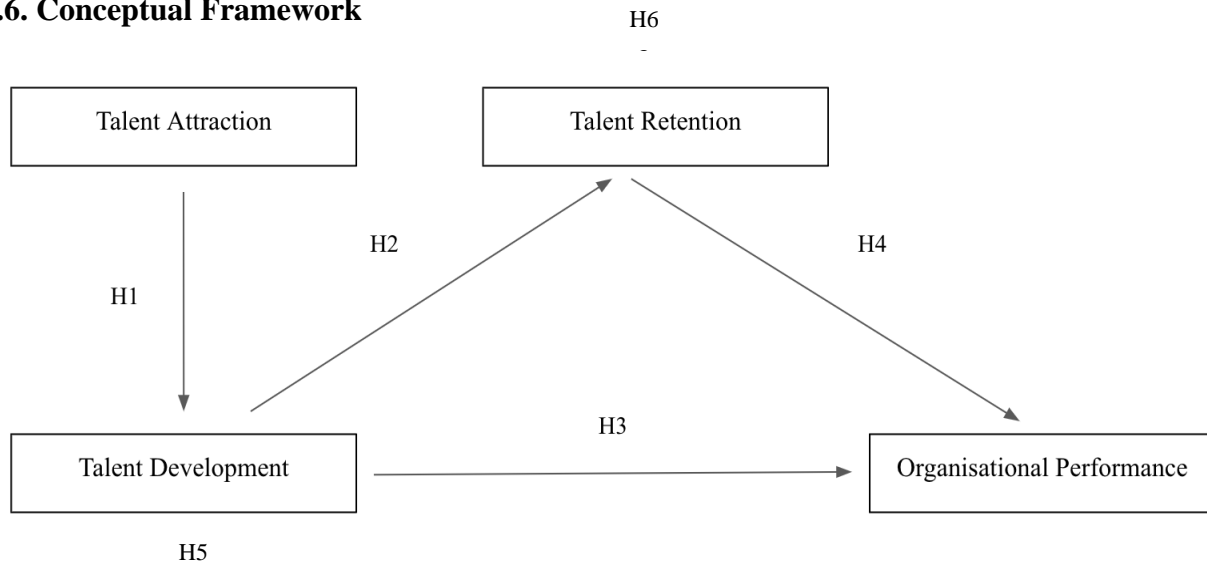 .6. Conceptual Framework
H6
-
Talent Attraction
Talent Retention
H2
H4
H1
H3
Talent Development
Organisational Performance
H5